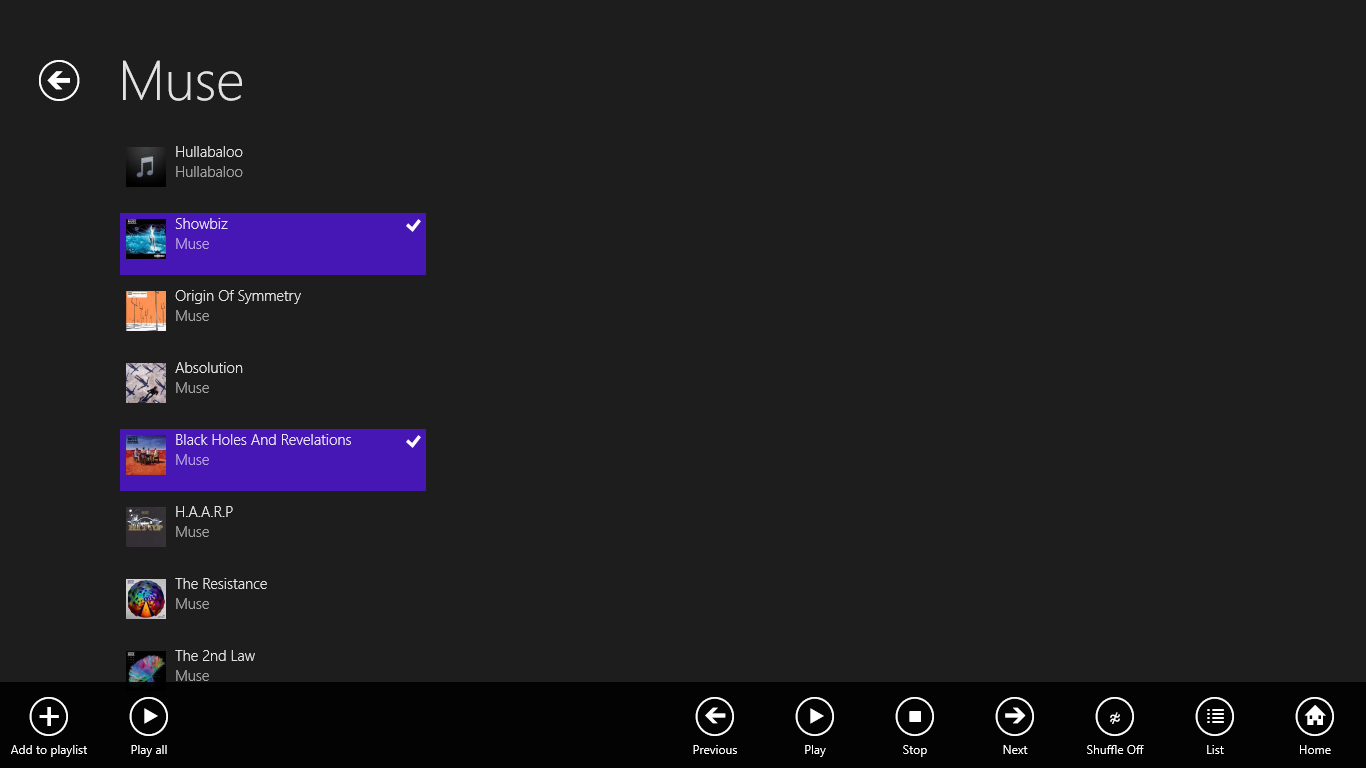 Muse
Hullabaloo
Hullabaloo
Showbiz
Muse
Origin Of Symmetry
Muse
Absolution
Muse
Black Holes And Revelations
Muse
H.A.A.R.P
Muse
The Resistance
Muse
The 2nd Law
Muse
Add to playlist
Play all
Previous
Play
Stop
Next
Shuffle Off
List
Home